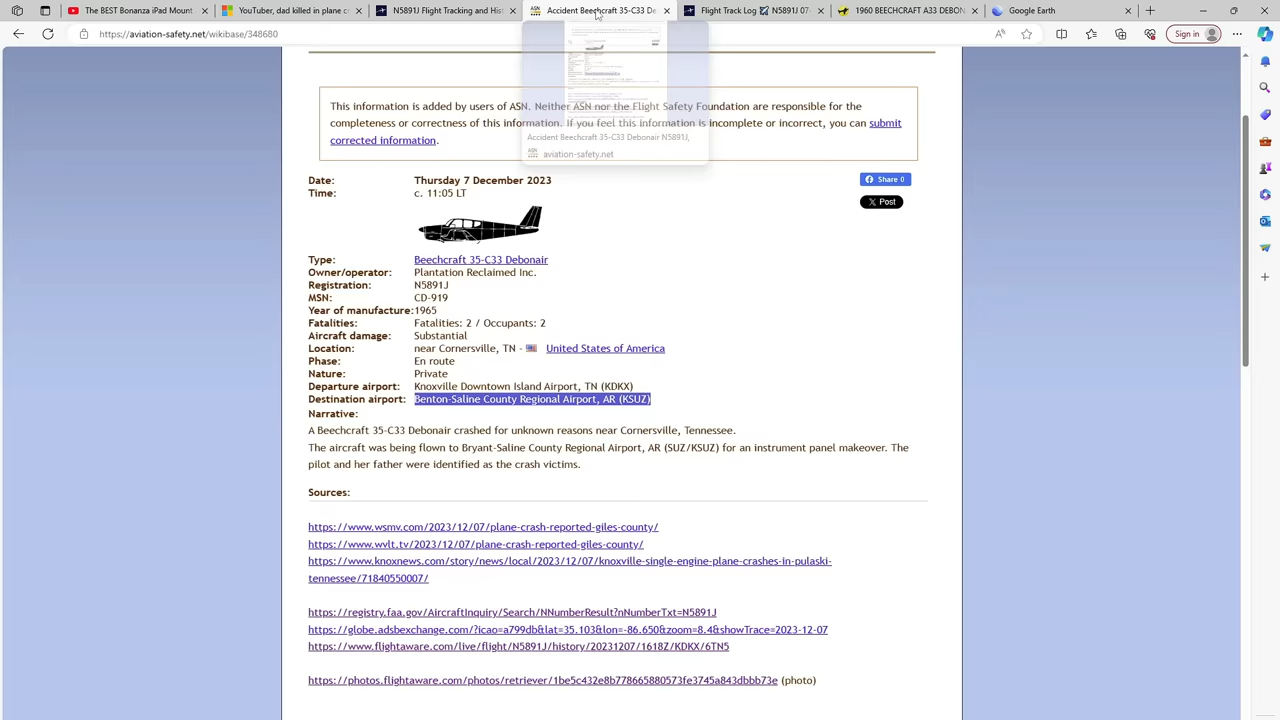 The BEST Bonanza iPad Mount
YouTuber, dad killed in plane c
N5891J Flight Tracking and His
Accident Beechcraft 35-C33 De
Flight Tracking Log
N5891J 07-
1960 BEECHCRAFT A33 DEBON
Google Earth
https://aviation-safety.net/wikibase/348680
Sign in
This information is added by users of ASN. Neither ASN nor the Flight Safety Foundation are responsible for the
completeness or correctness of this information. If you feel this information is incomplete or incorrect, you can submit
corrected information.
Accident Beechcraft 35-C33 Debonair N5891J,
aviation-safety.net
Date: Thursday 7 December 2023
Time: c. 11:05 LT
Share 0
Post
Type: Beechcraft 35-C33 Debonair
Owner/operator: Plantation Reclaimed Inc.
Registration: N5891J
MSN: CD-919
Year of manufacture: 1965
Fatalities: Fatalities: 2 / Occupants: 2
Aircraft damage: Substantial
Location: near Cornersville, TN - United States of America
Phase: En route
Nature: Private
Departure airport: Knoxville Downtown Island Airport, TN (KDKX)
Destination airport: Benton-Saline County Regional Airport, AR (KSUZ)
Narrative:
A Beechcraft 35-C33 Debonair crashed for unknown reasons near Cornersville, Tennessee.
The aircraft was being flown to Bryant-Saline County Regional Airport, AR (SUZ/KSUZ) for an instrument panel makeover. The
pilot and her father were identified as the crash victims.
Sources:
https://www.wsmv.com/2023/12/07/plane-crash-reported-giles-county/
https://www.wvlt.tv/2023/12/07/plane-crash-reported-giles-county/
https://www.knoxnews.com/story/news/local/2023/12/07/knoxville-single-engine-plane-crashes-in-pulaski-
tennessee/71840550007/
https://registry.faa.gov/AircraftInquiry/Search/NNumberResult?nNumberTxt=N5891J
https://globe.adsbexchange.com/?icao=a799db&lat=35.103&lon=-86.650&zoom=8.4&showTrace=2023-12-07
https://www.flightaware.com/live/flight/N5891J/history/20231207/1618Z/KDKX/6TN5
https://photos.flightaware.com/photos/retriever/1be5c432e8b778665880573fe3745a843dbbb73e (photo)